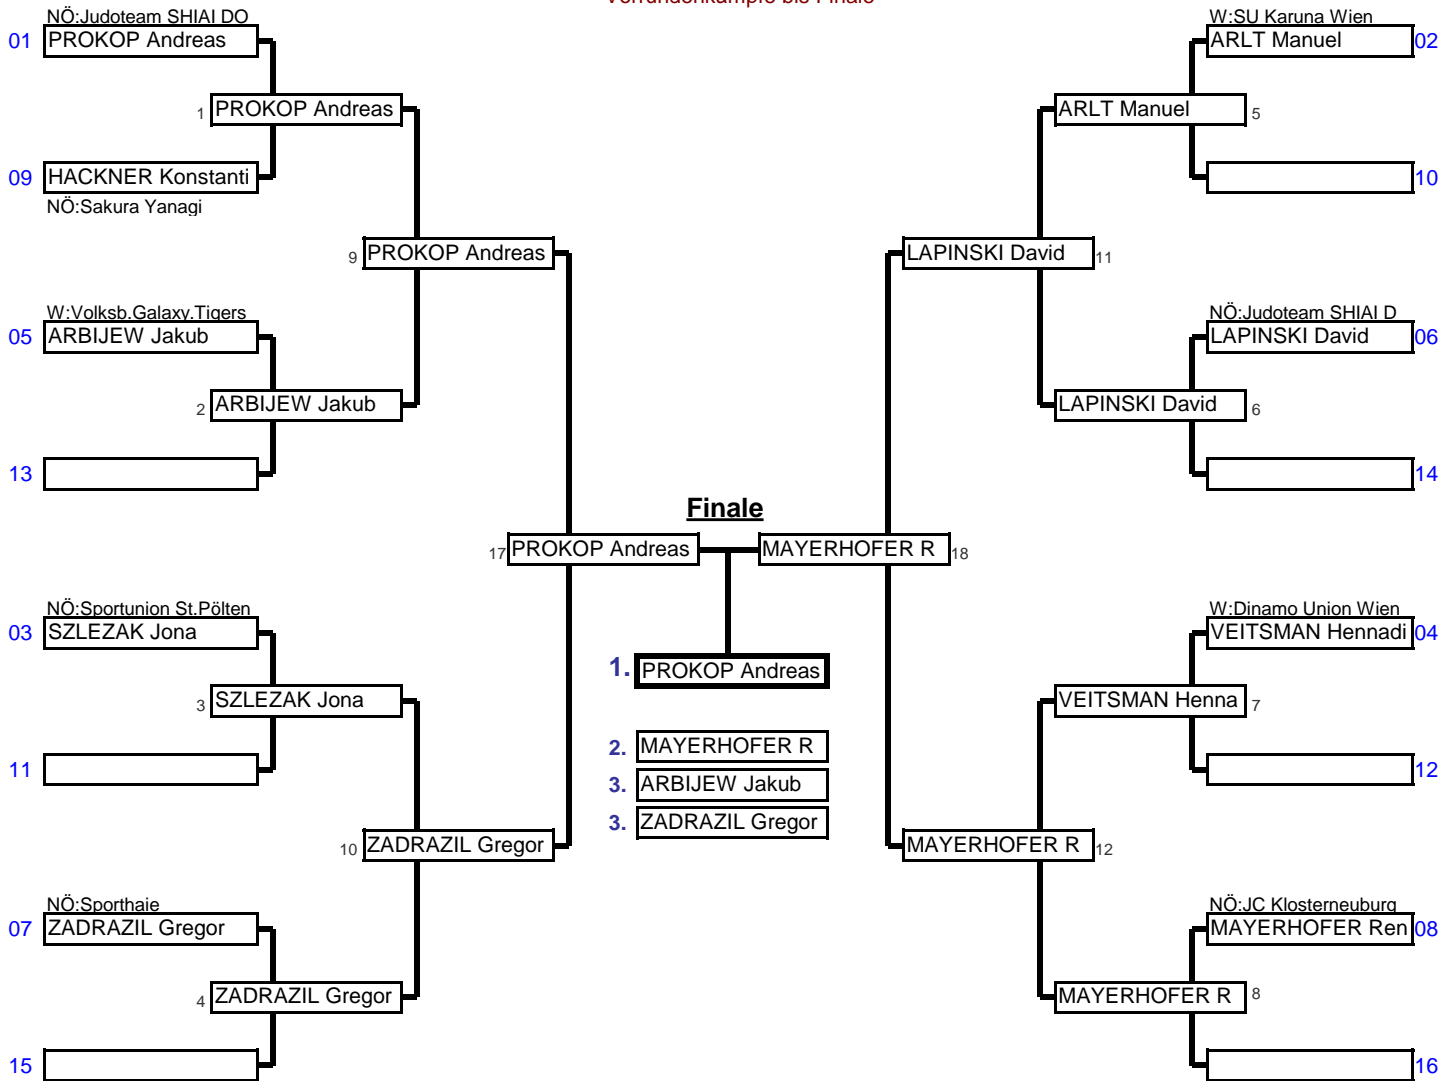 Vorrundenkämpfe bis Finale
NÖ:Judoteam SHIAI DO
01 PROKOP Andreas
1 PROKOP Andreas
09 HACKNER Konstanti
NÖ:Sakura Yanagi
9 PROKOP Andreas
W:Volksb.Galaxy.Tigers
05 ARBIJEW Jakub
2 ARBIJEW Jakub
13
17 PROKOP Andreas
NÖ:Sportunion St.Pölten
03 SZLEZAK Jona
3 SZLEZAK Jona
11
10 ZADRAZIL Gregor
NÖ:Sporthaie
07 ZADRAZIL Gregor
4 ZADRAZIL Gregor
15
Finale
1. PROKOP Andreas
2. MAYERHOFER R
3. ARBIJEW Jakub
3. ZADRAZIL Gregor
W:SU Karuna Wien
ARLT Manuel 02
ARLT Manuel 5
10
LAPINSKI David 11
NÖ:Judoteam SHIAI D
LAPINSKI David 06
LAPINSKI David 6
14
MAYERHOFER R 18
W:Dinamo Union Wien
VEITSMAN Hennadi 04
VEITSMAN Henna 7
12
MAYERHOFER R 12
NÖ:JC Klosterneuburg
MAYERHOFER Ren 08
MAYERHOFER R 8
16